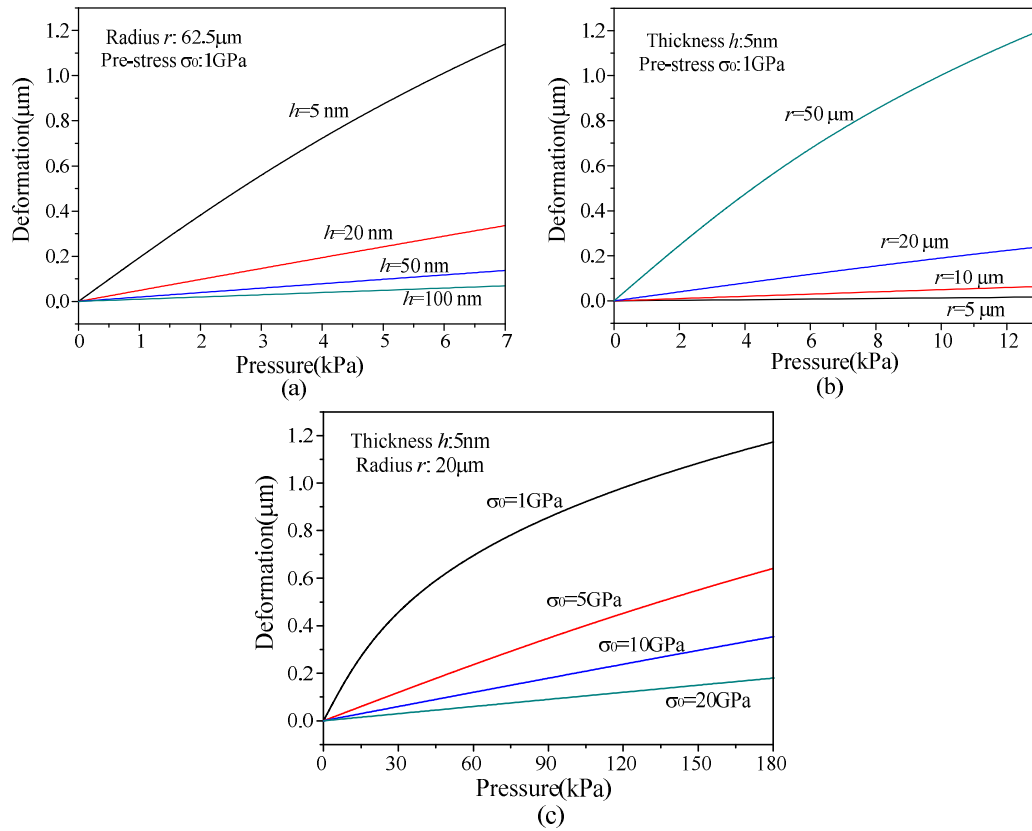 Radius r: 62.5μm
Pre-stress σ0:1GPa
h=5 nm
h=20 nm
h=50 nm
h=100 nm
Deformation(μm)
1.2
1.0
0.8
0.6
0.4
0.2
0.0
0 1 2 3 4 5 6 7
Pressure(kPa)
(a)
Thickness h:5nm
Pre-stress σ0:1GPa
r=50 μm
r=20 μm
r=10 μm
r=5 μm
Deformation(μm)
1.2
1.0
0.8
0.6
0.4
0.2
0.0
0 2 4 6 8 10 12
Pressure(kPa)
(b)
Thickness h:5nm
Radius r: 20μm
σ0=1GPa
σ0=5GPa
σ0=10GPa
σ0=20GPa
Deformation(μm)
1.2
1.0
0.8
0.6
0.4
0.2
0.0
0 30 60 90 120 150 180
Pressure(kPa)
(c)